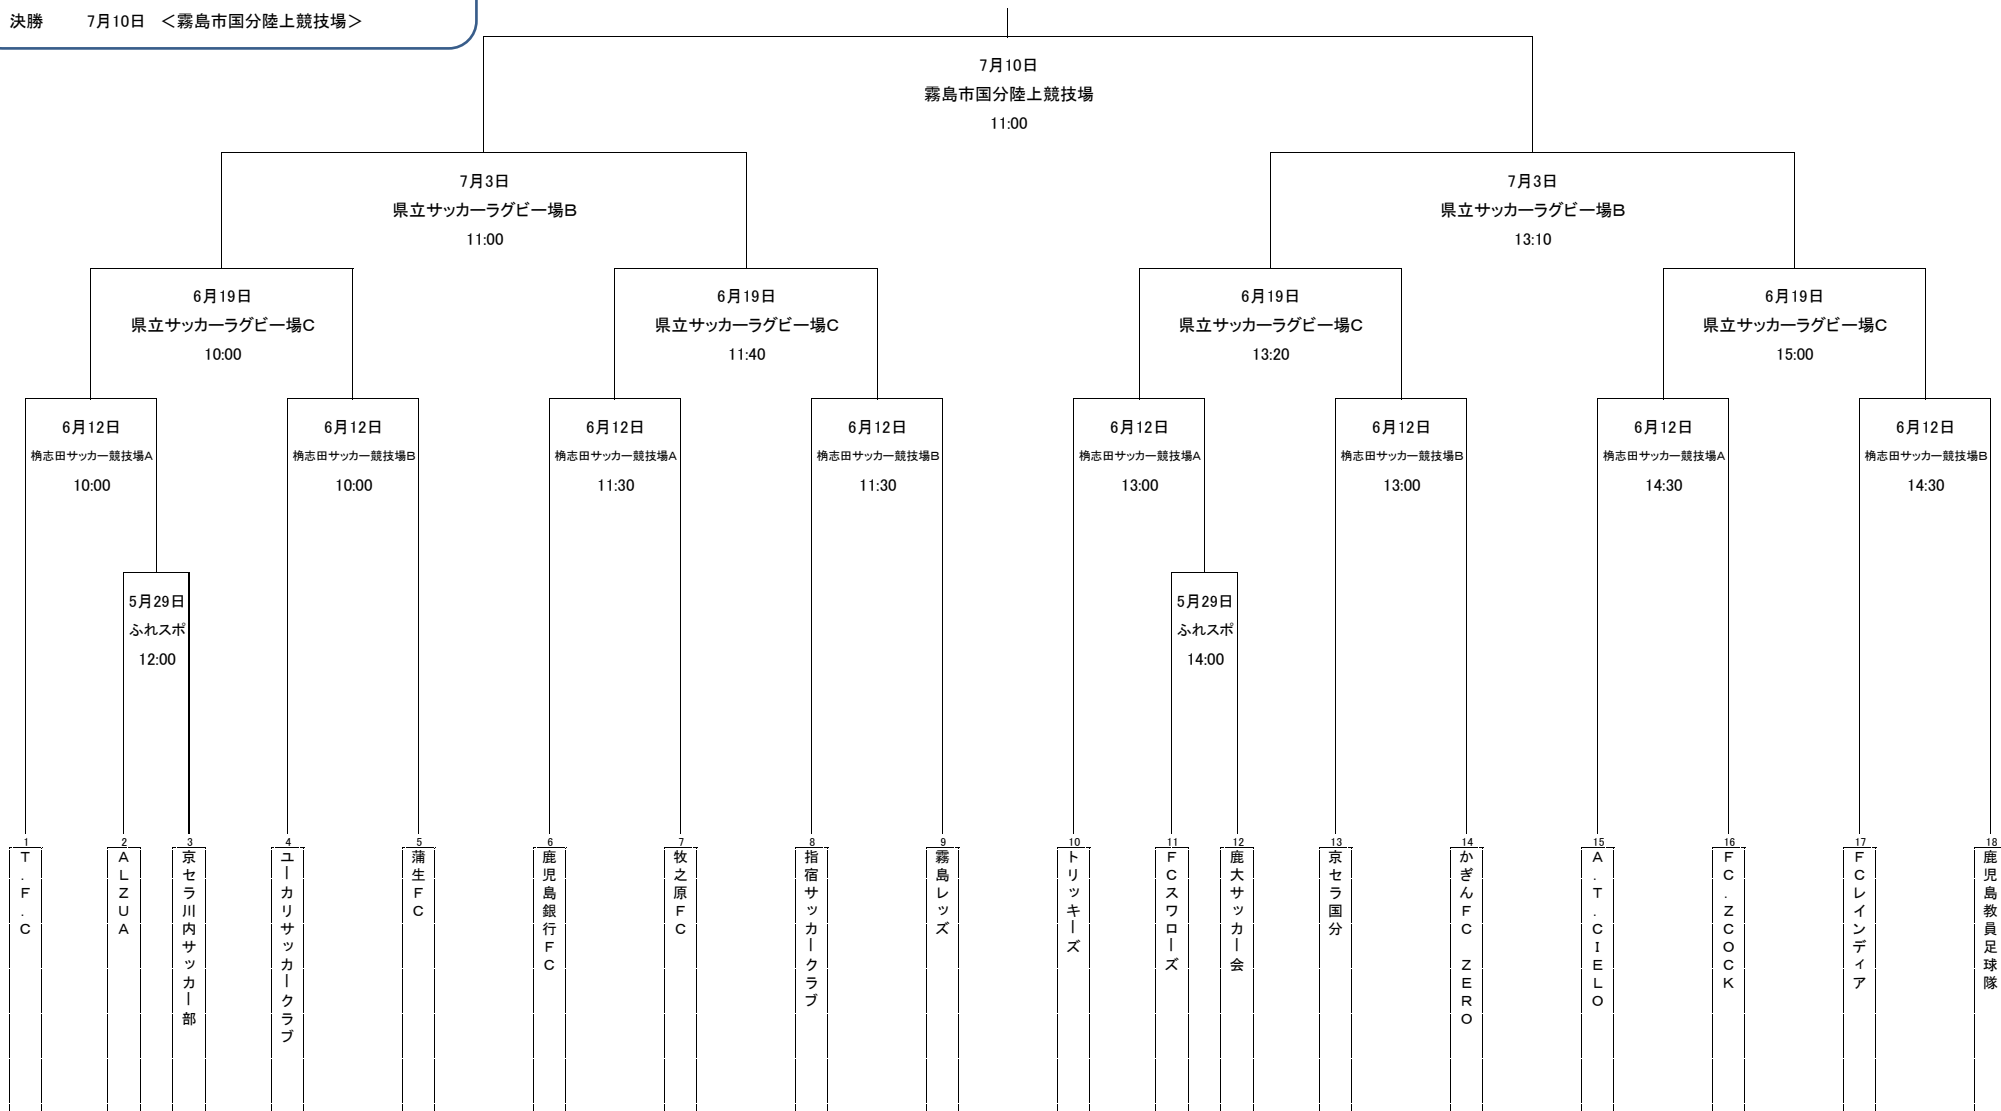 決勝　7月10日　＜霧島市国分陸上競技場＞
7月10日
霧島市国分陸上競技場
11:00
7月3日
県立サッカーラグビー場B
11:00
7月3日
県立サッカーラグビー場B
13:10
6月19日
県立サッカーラグビー場C
10:00
6月19日
県立サッカーラグビー場C
11:40
6月19日
県立サッカーラグビー場C
13:20
6月19日
県立サッカーラグビー場C
15:00
6月12日
桷志田サッカー競技場A
10:00
6月12日
桷志田サッカー競技場B
10:00
6月12日
桷志田サッカー競技場A
11:30
6月12日
桷志田サッカー競技場B
11:30
6月12日
桷志田サッカー競技場A
13:00
6月12日
桷志田サッカー競技場B
13:00
6月12日
桷志田サッカー競技場A
14:30
6月12日
桷志田サッカー競技場B
14:30
5月29日
ふれスポ
12:00
5月29日
ふれスポ
14:00
1
T.F.C
2
ALZUA
3
京セラ川内サッカー部
4
ユーカリサッカークラブ
5
蒲生FC
6
鹿児島銀行FC
7
牧之原FC
8
指宿サッカークラブ
9
霧島レッズ
10
トリッキーズ
11
FCスワローズ
12
鹿大サッカー会
13
京セラ国分
14
かぎんFC ZERO
15
A.T.CIELO
16
FC.ZCOCK
17
FCレインディア
18
鹿児島教員足球隊